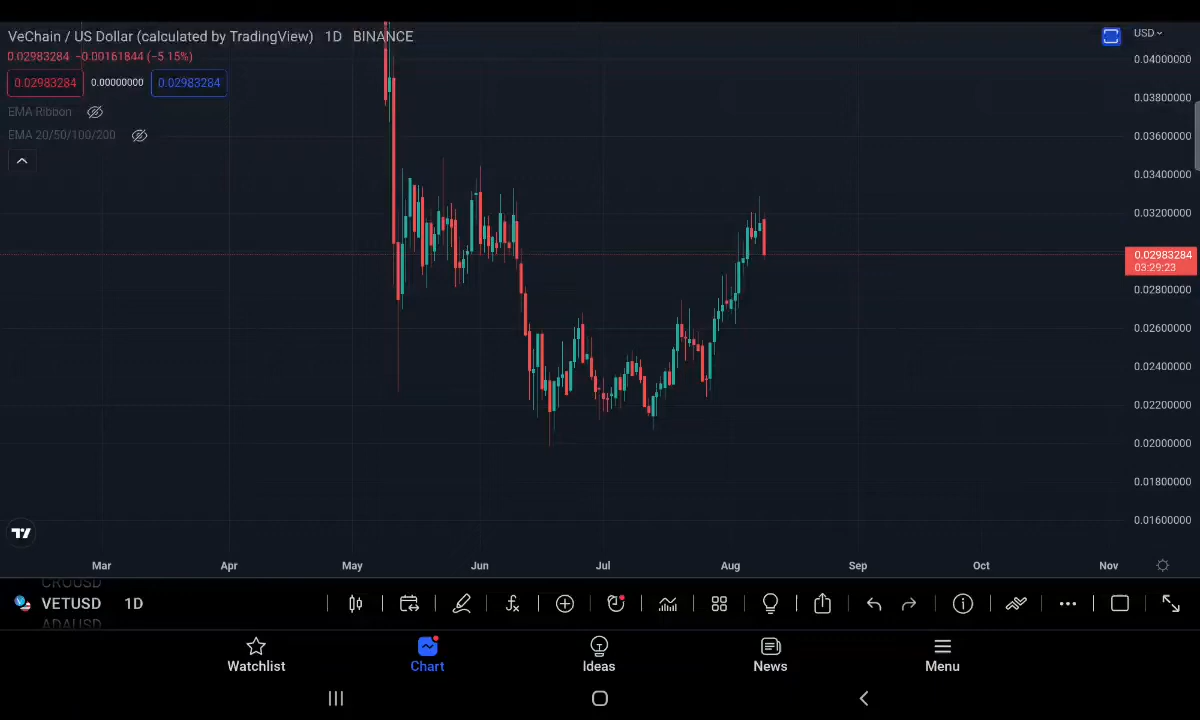 VeChain / US Dollar (calculated by TradingView) 1D BINANCE
USD
0.02983284 −0.00161844 (−5.15%)
0.02983284 0.00000000 0.02983284
EMA Ribbon
EMA 20/50/100/200
0.04000000
0.03800000
0.03600000
0.03400000
0.03200000
0.02983284
03:29:23
0.02800000
0.02600000
0.02400000
0.02200000
0.02000000
0.01800000
0.01600000
Mar Apr May Jun Jul Aug Sep Oct Nov
VETUSD 1D
ADAUSD
Watchlist Chart Ideas News Menu